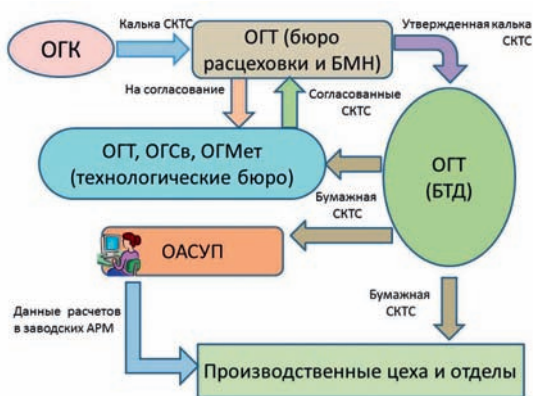 Калька СКТС
ОГК
ОГТ (бюро
расцеховки и БМН)
Утвержденная калька
СКТС
На согласование
Согласованные
СКТС
ОГТ, ОГСв, ОГМет
(технологические бюро)
ОГТ
(БТД)
Бумажная
СКТС
ОАСУП
Данные расчетов
в заводских АРМ
Бумажная
СКТС
Производственные цеха и отделы